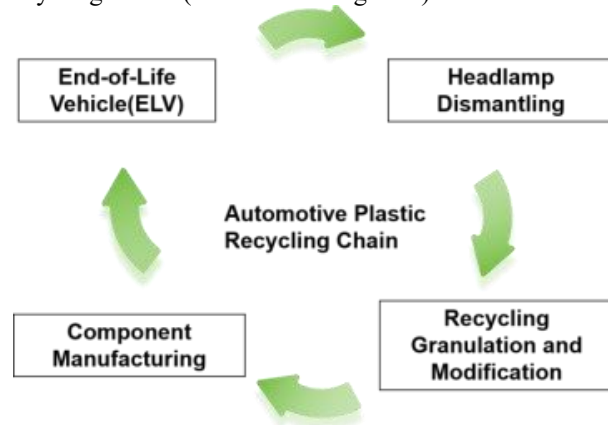 End-of-Life
Vehicle(ELV)
Headlamp
Dismantling
Automotive Plastic
Recycling Chain
Component
Manufacturing
Recycling
Granulation and
Modification